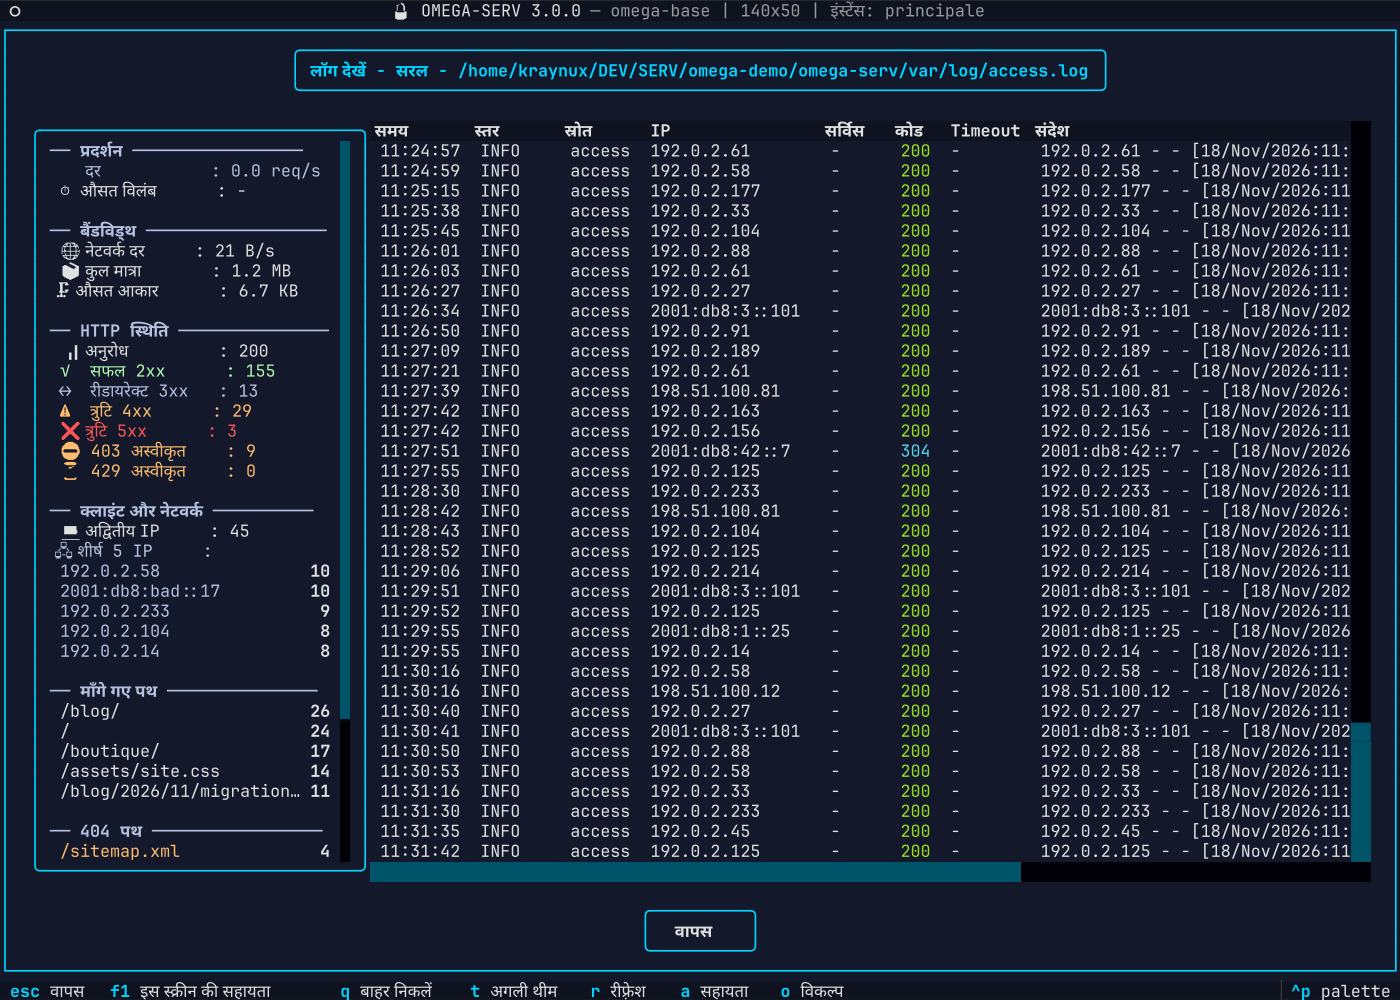 OMEGA-SERV 3.0.0 — omega-base | 140x50 | इंस्टेंस: principale
लॉग देखें - सरल - /home/kraynux/DEV/SERV/omega-demo/omega-serv/var/log/access.log
प्रदर्शन
दर : 0.0 req/s
औसत विलंब : -
बैंडविड्थ
नेटवर्क दर : 21 B/s
कुल मात्रा : 1.2 MB
औसत आकार : 6.7 KB
HTTP स्थिति
अनुरोध : 200
√ सफल 2xx : 155
↔ रीडायरेक्ट 3xx : 13
⚠ त्रुटि 4xx : 29
❌ त्रुटि 5xx : 3
⛔ 403 अस्वीकृत : 9
429 अस्वीकृत : 0
क्लाइंट और नेटवर्क
अद्वितीय IP : 45
शीर्ष 5 IP :
192.0.2.58 10
2001:db8:bad::17 10
192.0.2.233 9
192.0.2.104 8
192.0.2.14 8
माँगे गए पथ
/blog/ 26
/ 24
/boutique/ 17
/assets/site.css 14
/blog/2026/11/migration… 11
404 पथ
/sitemap.xml 4
समय स्तर स्रोत IP सर्विस कोड Timeout संदेश
11:24:57 INFO access 192.0.2.61 - 200 - 192.0.2.61 - - [18/Nov/2026:11:
11:24:59 INFO access 192.0.2.58 - 200 - 192.0.2.58 - - [18/Nov/2026:11:
11:25:15 INFO access 192.0.2.177 - 200 - 192.0.2.177 - - [18/Nov/2026:11
11:25:38 INFO access 192.0.2.33 - 200 - 192.0.2.33 - - [18/Nov/2026:11:
11:25:45 INFO access 192.0.2.104 - 200 - 192.0.2.104 - - [18/Nov/2026:11
11:26:01 INFO access 192.0.2.88 - 200 - 192.0.2.88 - - [18/Nov/2026:11:
11:26:03 INFO access 192.0.2.61 - 200 - 192.0.2.61 - - [18/Nov/2026:11:
11:26:27 INFO access 192.0.2.27 - 200 - 192.0.2.27 - - [18/Nov/2026:11:
11:26:34 INFO access 2001:db8:3::101 - 200 - 2001:db8:3::101 - - [18/Nov/202
11:26:50 INFO access 192.0.2.91 - 200 - 192.0.2.91 - - [18/Nov/2026:11:
11:27:09 INFO access 192.0.2.189 - 200 - 192.0.2.189 - - [18/Nov/2026:11
11:27:21 INFO access 192.0.2.61 - 200 - 192.0.2.61 - - [18/Nov/2026:11:
11:27:39 INFO access 198.51.100.81 - 200 - 198.51.100.81 - - [18/Nov/2026:
11:27:42 INFO access 192.0.2.163 - 200 - 192.0.2.163 - - [18/Nov/2026:11
11:27:42 INFO access 192.0.2.156 - 200 - 192.0.2.156 - - [18/Nov/2026:11
11:27:51 INFO access 2001:db8:42::7 - 304 - 2001:db8:42::7 - - [18/Nov/2026
11:27:55 INFO access 192.0.2.125 - 200 - 192.0.2.125 - - [18/Nov/2026:11
11:28:30 INFO access 192.0.2.233 - 200 - 192.0.2.233 - - [18/Nov/2026:11
11:28:42 INFO access 198.51.100.81 - 200 - 198.51.100.81 - - [18/Nov/2026:
11:28:43 INFO access 192.0.2.104 - 200 - 192.0.2.104 - - [18/Nov/2026:11
11:28:52 INFO access 192.0.2.125 - 200 - 192.0.2.125 - - [18/Nov/2026:11
11:29:06 INFO access 192.0.2.214 - 200 - 192.0.2.214 - - [18/Nov/2026:11
11:29:51 INFO access 2001:db8:3::101 - 200 - 2001:db8:3::101 - - [18/Nov/202
11:29:52 INFO access 192.0.2.125 - 200 - 192.0.2.125 - - [18/Nov/2026:11
11:29:55 INFO access 2001:db8:1::25 - 200 - 2001:db8:1::25 - - [18/Nov/2026
11:29:55 INFO access 192.0.2.14 - 200 - 192.0.2.14 - - [18/Nov/2026:11:
11:30:16 INFO access 192.0.2.58 - 200 - 192.0.2.58 - - [18/Nov/2026:11:
11:30:16 INFO access 198.51.100.12 - 200 - 198.51.100.12 - - [18/Nov/2026:
11:30:40 INFO access 192.0.2.27 - 200 - 192.0.2.27 - - [18/Nov/2026:11:
11:30:41 INFO access 2001:db8:3::101 - 200 - 2001:db8:3::101 - - [18/Nov/202
11:30:50 INFO access 192.0.2.88 - 200 - 192.0.2.88 - - [18/Nov/2026:11:
11:30:53 INFO access 192.0.2.58 - 200 - 192.0.2.58 - - [18/Nov/2026:11:
11:31:16 INFO access 192.0.2.33 - 200 - 192.0.2.33 - - [18/Nov/2026:11:
11:31:30 INFO access 192.0.2.233 - 200 - 192.0.2.233 - - [18/Nov/2026:11
11:31:35 INFO access 192.0.2.45 - 200 - 192.0.2.45 - - [18/Nov/2026:11:
11:31:42 INFO access 192.0.2.125 - 200 - 192.0.2.125 - - [18/Nov/2026:11
वापस
esc वापस f1 इस स्क्रीन की सहायता q बाहर निकलें t अगली थीम r रीफ़्रेश a सहायता o विकल्प ^p palette